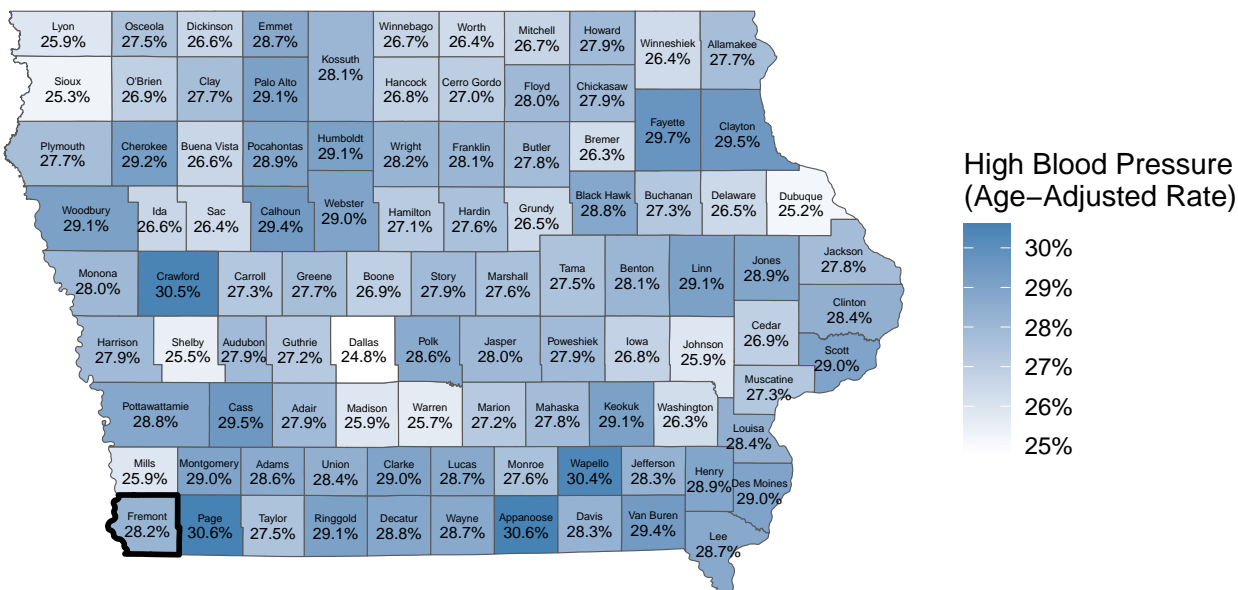 Lyon
25.9%
Osceola
27.5%
Dickinson
26.6%
Emmet
28.7%
Kossuth
28.1%
Winnebago
26.7%
Worth
26.4%
Mitchell
26.7%
Howard
27.9%
Winneshiek
26.4%
Allamakee
27.7%
Sioux
25.3%
O'Brien
26.9%
Clay
27.7%
Palo Alto
29.1%
Hancock
26.8%
Cerro Gordo
27.0%
Floyd
28.0%
Chickasaw
27.9%
Fayette
29.7%
Clayton
29.5%
Plymouth
27.7%
Cherokee
29.2%
Buena Vista
26.6%
Pocahontas
28.9%
Humboldt
29.1%
Wright
28.2%
Franklin
28.1%
Butler
27.8%
Bremer
26.3%
Woodbury
29.1%
Ida
26.6%
Sac
26.4%
Calhoun
29.4%
Webster
29.0%
Hamilton
27.1%
Hardin
27.6%
Grundy
26.5%
Black Hawk
28.8%
Buchanan
27.3%
Delaware
26.5%
Dubuque
25.2%
Monona
28.0%
Crawford
30.5%
Carroll
27.3%
Greene
27.7%
Boone
26.9%
Story
27.9%
Marshall
27.6%
Tama
27.5%
Benton
28.1%
Linn
29.1%
Jones
28.9%
Jackson
27.8%
Clinton
28.4%
Harrison
27.9%
Shelby
25.5%
Audubon
27.9%
Guthrie
27.2%
Dallas
24.8%
Polk
28.6%
Jasper
28.0%
Poweshiek
27.9%
Iowa
26.8%
Johnson
25.9%
Cedar
26.9%
Scott
29.0%
Muscatine
27.3%
Pottawattamie
28.8%
Cass
29.5%
Adair
27.9%
Madison
25.9%
Warren
25.7%
Marion
27.2%
Mahaska
27.8%
Keokuk
29.1%
Washington
26.3%
Louisa
28.4%
Mills
25.9%
Montgomery
29.0%
Adams
28.6%
Union
28.4%
Clarke
29.0%
Lucas
28.7%
Monroe
27.6%
Wapello
30.4%
Jefferson
28.3%
Henry
28.9%
Des Moines
29.0%
Fremont
28.2%
Page
30.6%
Taylor
27.5%
Ringgold
29.1%
Decatur
28.8%
Wayne
28.7%
Appanoose
30.6%
Davis
28.3%
Van Buren
29.4%
Lee
28.7%
High Blood Pressure
(Age−Adjusted Rate)
30%
29%
28%
27%
26%
25%